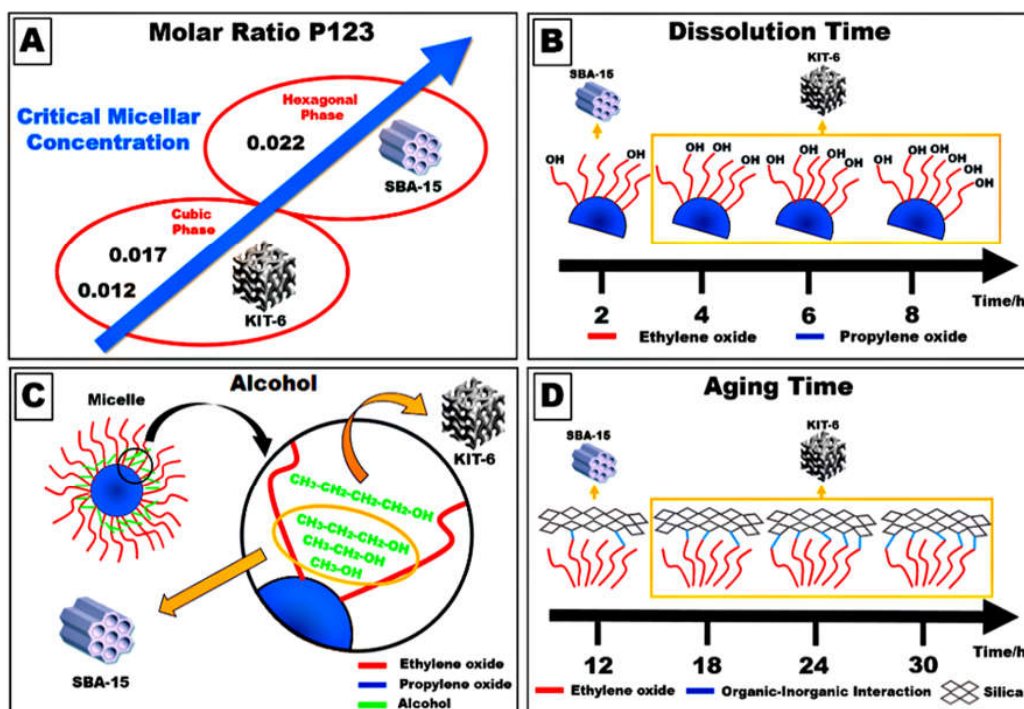 A
Molar Ratio P123
Critical Micellar
Concentration
Hexagonal
Phase
0.022
SBA-15
Cubic
Phase
0.017
0.012
KIT-6
B
Dissolution Time
SBA-15
KIT-6
OH OH
OH OH OH OH
OH OH OH OH OH
OH OH OH OH OH OH
2 4 6 8
Time/h
Ethylene oxide Propylene oxide
C
Alcohol
Micelle
KIT-6
CH₃-CH₂-CH₂-CH₂-OH
CH₃-CH₂-CH₂-OH
CH₃-CH₂-OH
CH₃-OH
SBA-15
Ethylene oxide
Propylene oxide
Alcohol
D
Aging Time
SBA-15
KIT-6
12 18 24 30
Time/h
Ethylene oxide Organic-Inorganic Interaction Silica